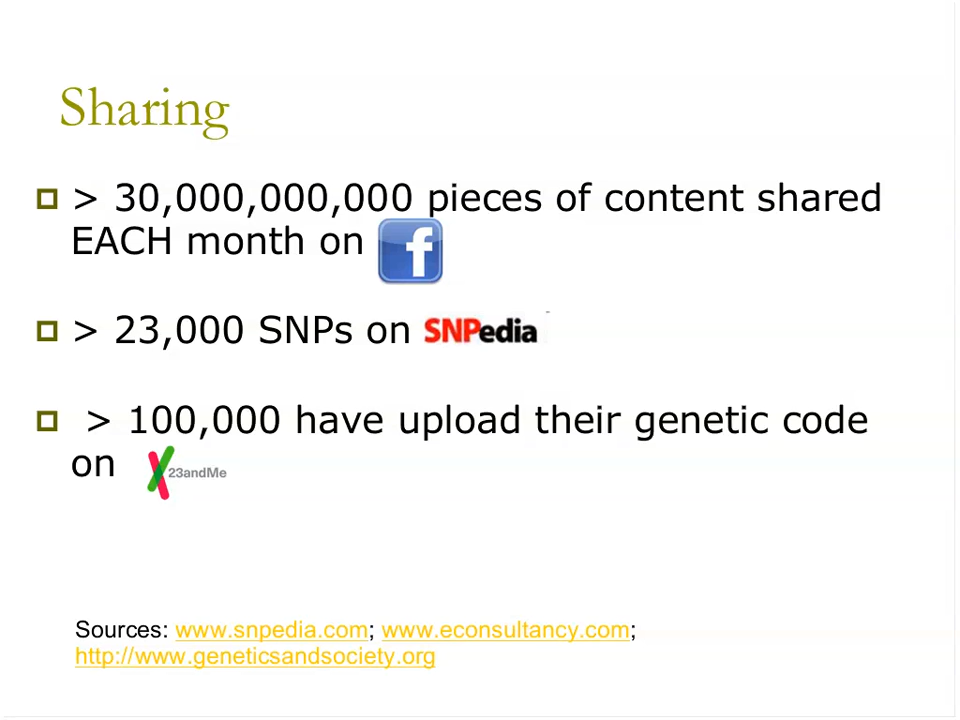 Sharing
> 30,000,000,000 pieces of content shared
EACH month on f
> 23,000 SNPs on SNPedia
> 100,000 have upload their genetic code
on 23andMe
Sources: www.snpedia.com; www.econsultancy.com;
http://www.geneticsandsociety.org